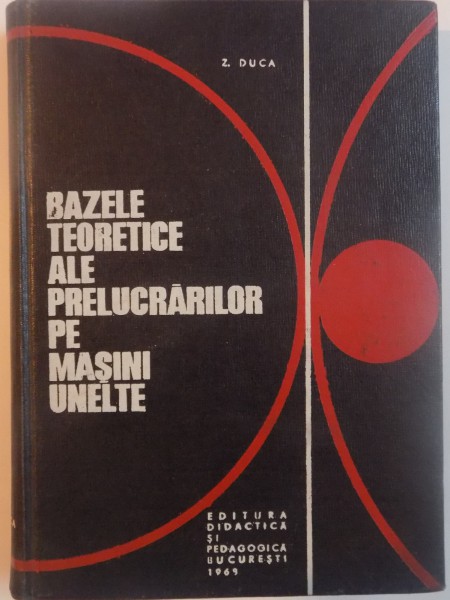 Z. DUCA
BAZELE
TEORETICE
ALE
PRELUCRĂRILOR
PE
MAȘINI
UNELTE
EDITURA
DIDACTICĂ
ȘI
PEDAGOGICĂ
BUCUREȘTI
1969